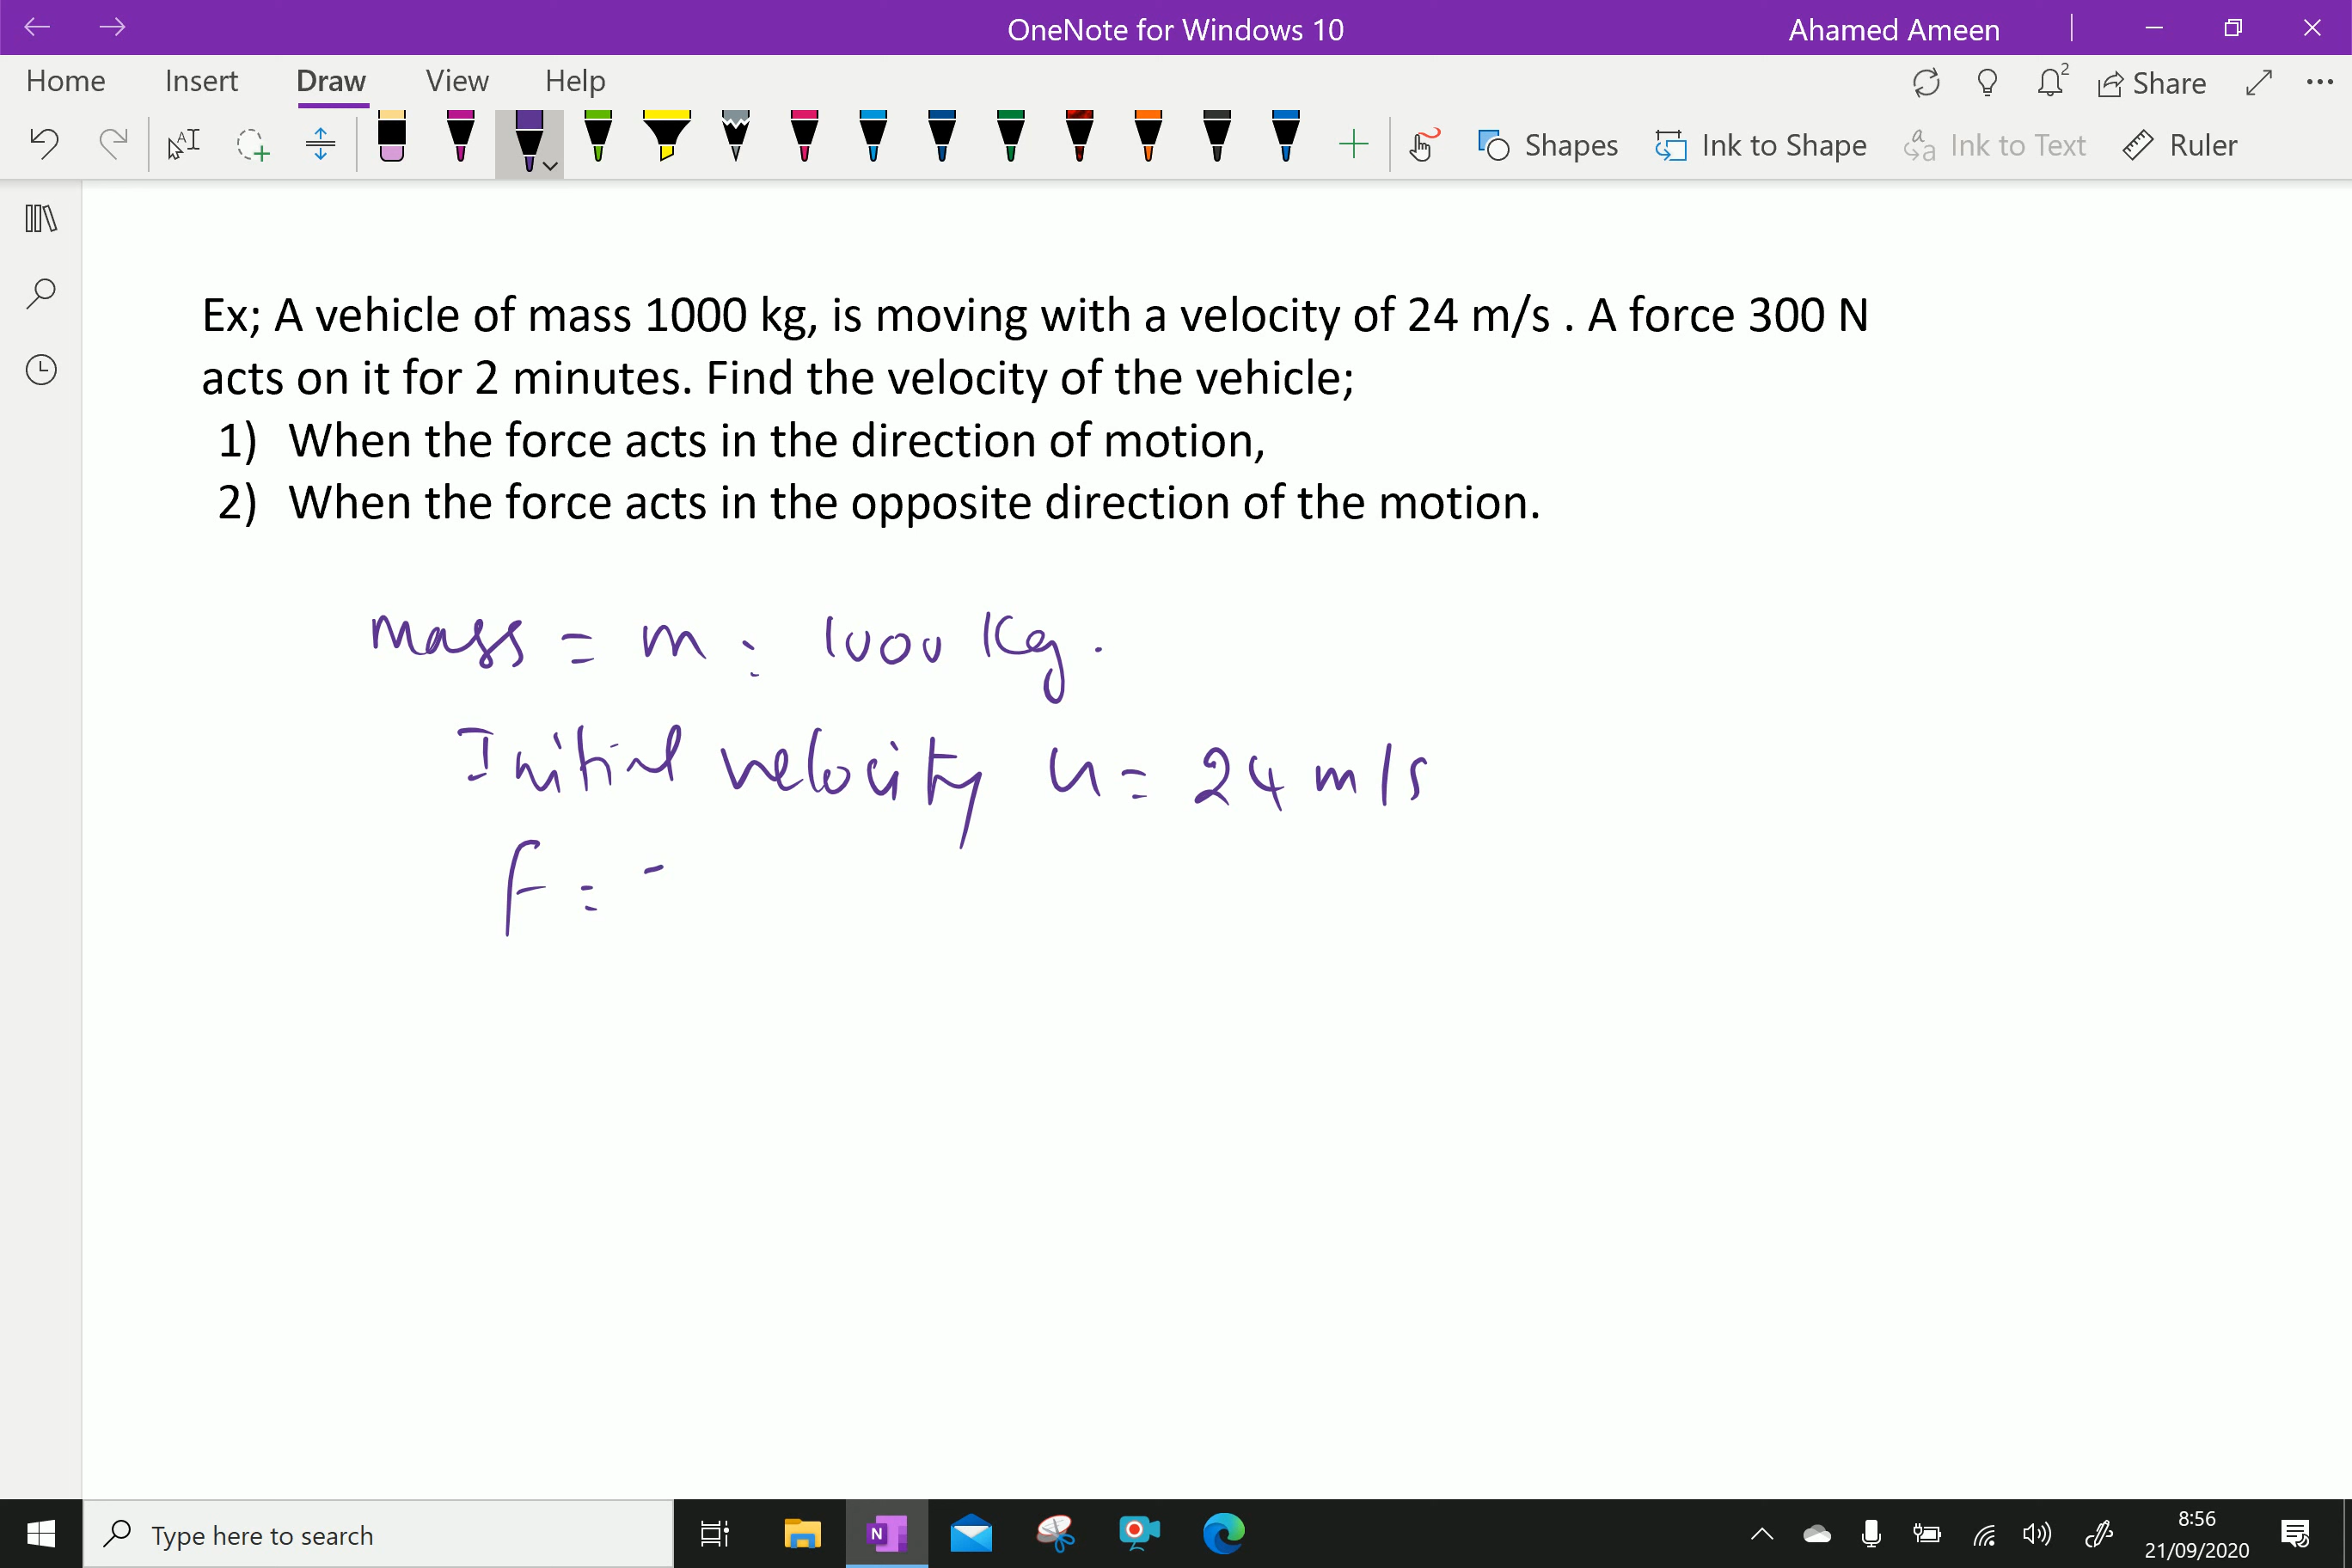 OneNote for Windows 10
Ahamed Ameen
Home Insert Draw View Help
2 Share
Shapes Ink to Shape Ink to Text Ruler
Ex; A vehicle of mass 1000 kg, is moving with a velocity of 24 m/s . A force 300 N
acts on it for 2 minutes. Find the velocity of the vehicle;
1) When the force acts in the direction of motion,
2) When the force acts in the opposite direction of the motion.
mass = m = 1000 Kg.
Initial velocity u = 24 m/s
F = -
Type here to search
8:56
21/09/2020